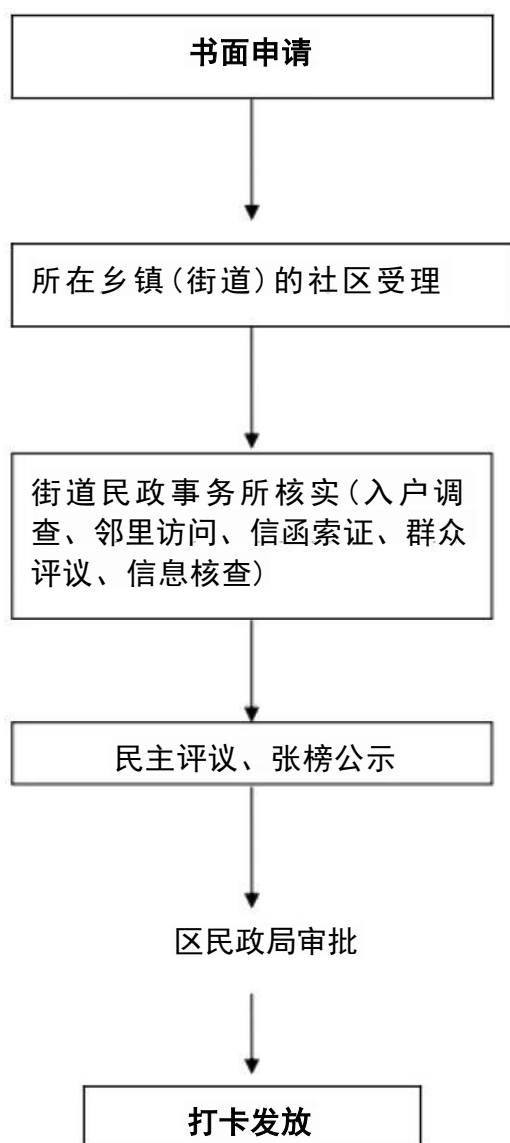 书面申请
所在乡镇(街道)的社区受理
街道民政事务所核实(入户调
查、邻里访问、信函索证、群众
评议、信息核查)
民主评议、张榜公示
区民政局审批
打卡发放